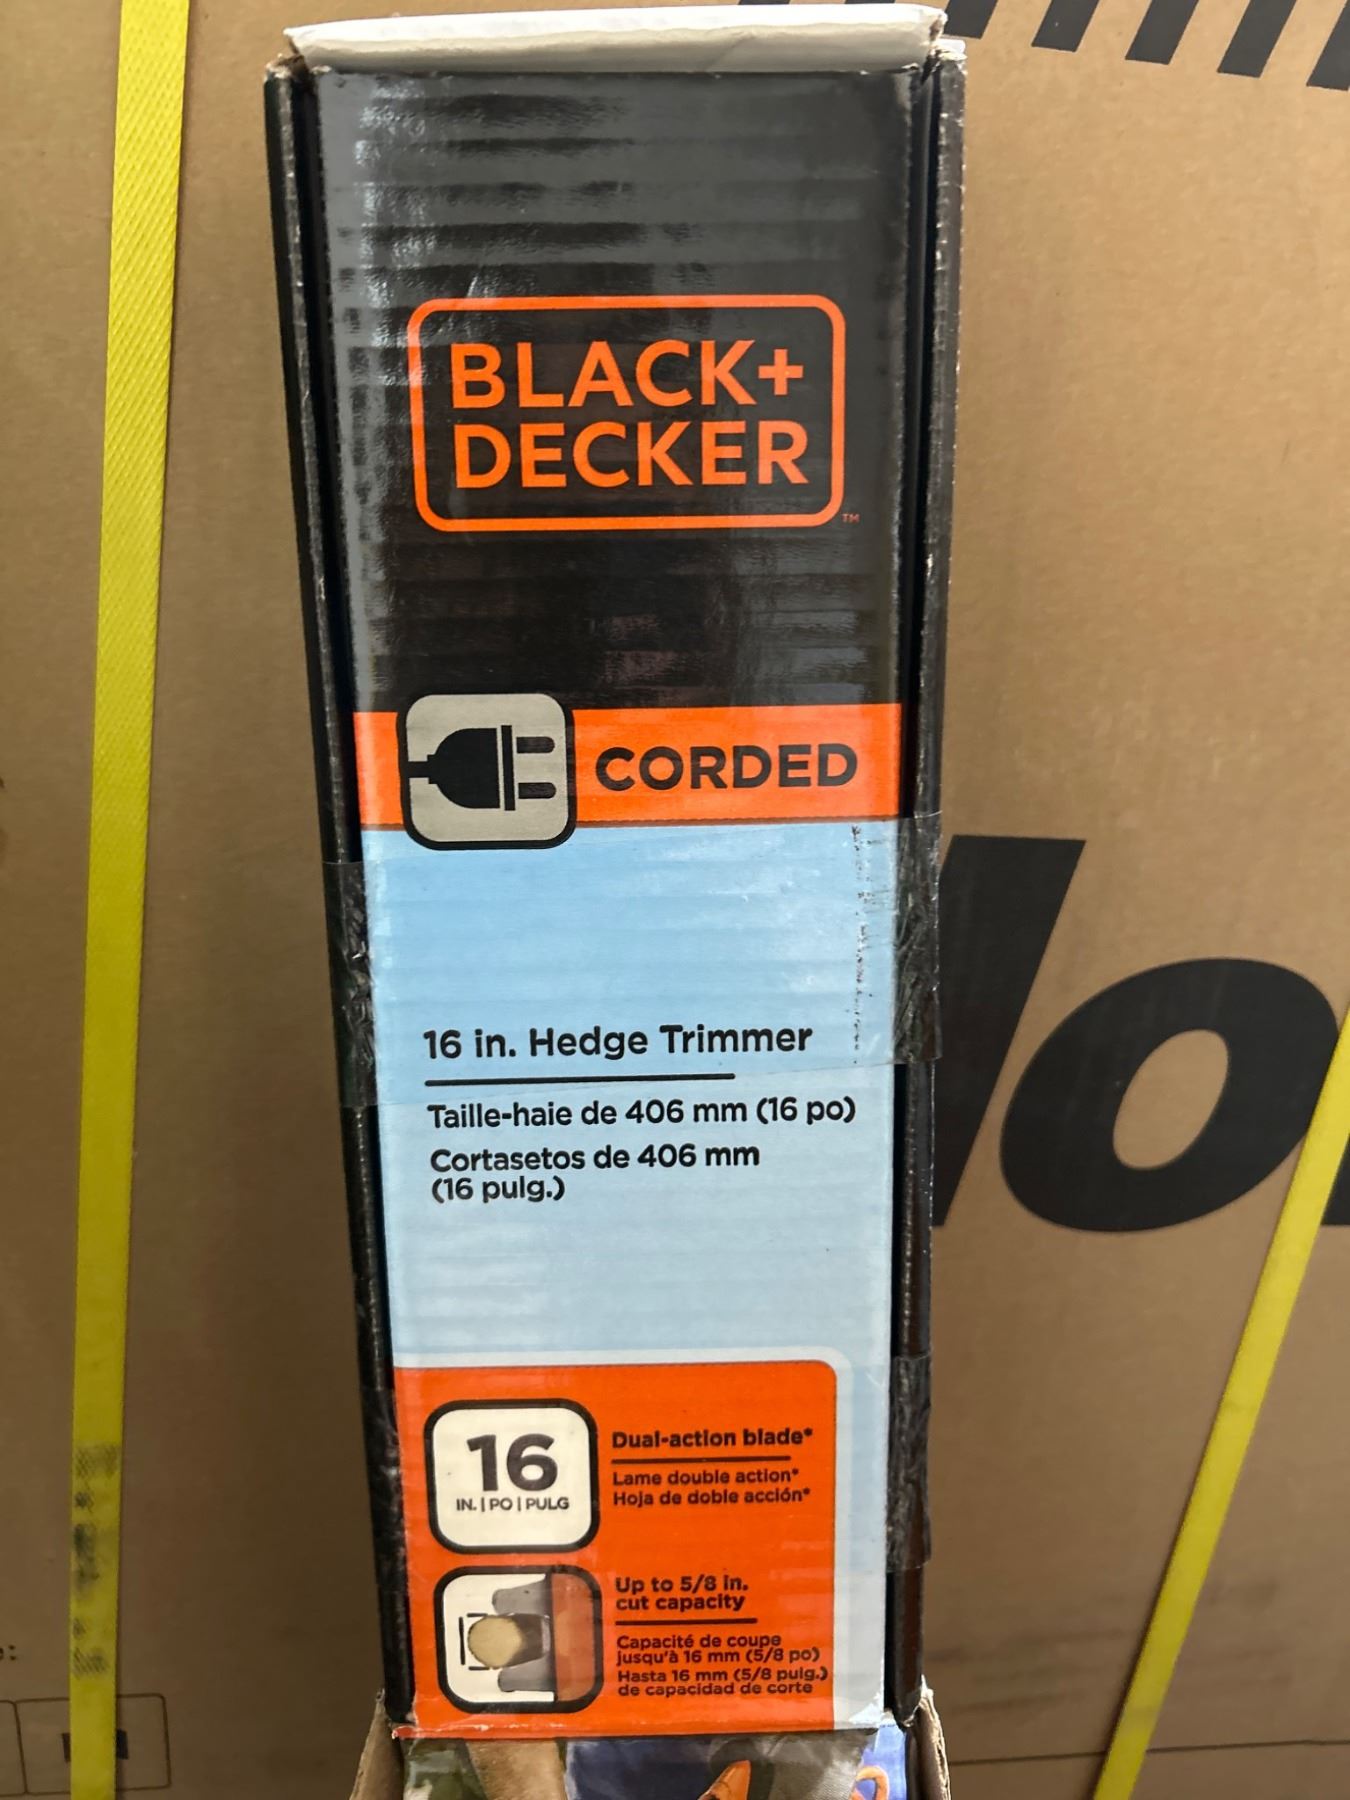 BLACK+
DECKER
TM
CORDED
16 in. Hedge Trimmer
Taille-haie de 406 mm (16 po)
Cortasetos de 406 mm
(16 pulg.)
16
IN. | PO | PULG
Dual-action blade*
Lame double action*
Hoja de doble acción*
Up to 5/8 in.
cut capacity
Capacité de coupe
jusqu'à 16 mm (5/8 po)
Hasta 16 mm (5/8 pulg.)
de capacidad de corte
lo